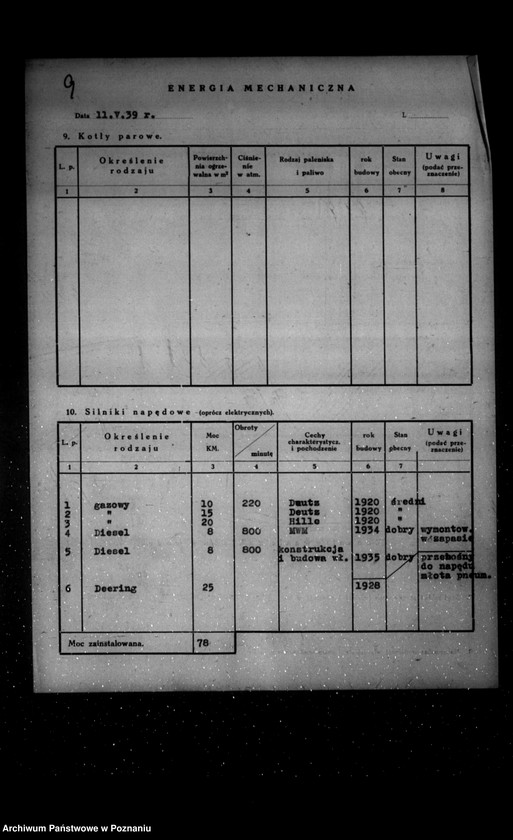 9
ENERGIA MECHANICZNA
Data 11.V.39 r. L
9. Kotły parowe.
L. p. | Określenie rodzaju | Powierzchnia ogrzewalna w m² | Ciśnienie w atm. | Rodzaj paleniska i paliwo | rok budowy | Stan obecny | Uwagi (podać przeznaczenie)
1 2 3 4 5 6 7 8
10. Silniki napędowe (oprócz elektrycznych).
L. p. | Określenie rodzaju | Moc KM. | Obroty / minutę | Cechy charakterystycz. i pochodzenie | rok budowy | Stan obecny | Uwagi (podać przeznaczenie)
1 2 3 4 5 6 7
1 gazowy 10 220 Deutz 1920 średni
2 " 15 Deutz 1920 "
3 " 20 Hille 1920 "
4 Diesel 8 800 MWM 1934 dobry wymontow. w zapasie
5 Diesel 8 800 konstrukcja i budowa wł. 1935 dobry przenośny do napędu młota pneum.
6 Deering 25 1928
Moc zainstalowana. 78
Archiwum Państwowe w Poznaniu